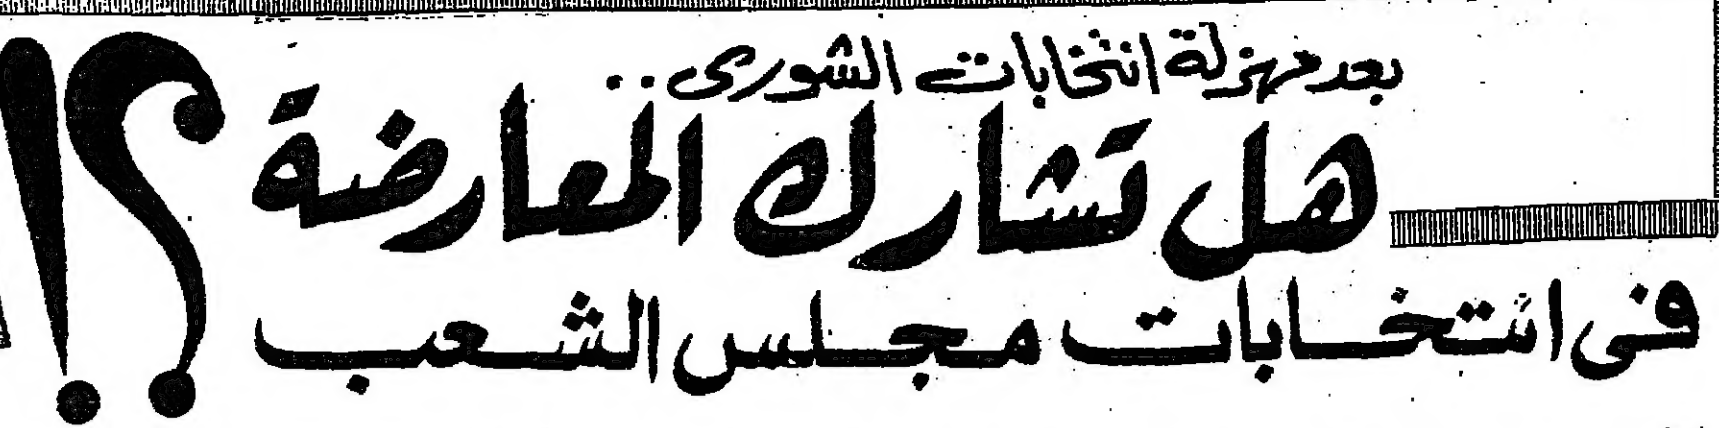 بعد مهزلة انتخابات الشورى ..
هل تشارك المعارضة
فى انتخابات مجلس الشعب ؟!